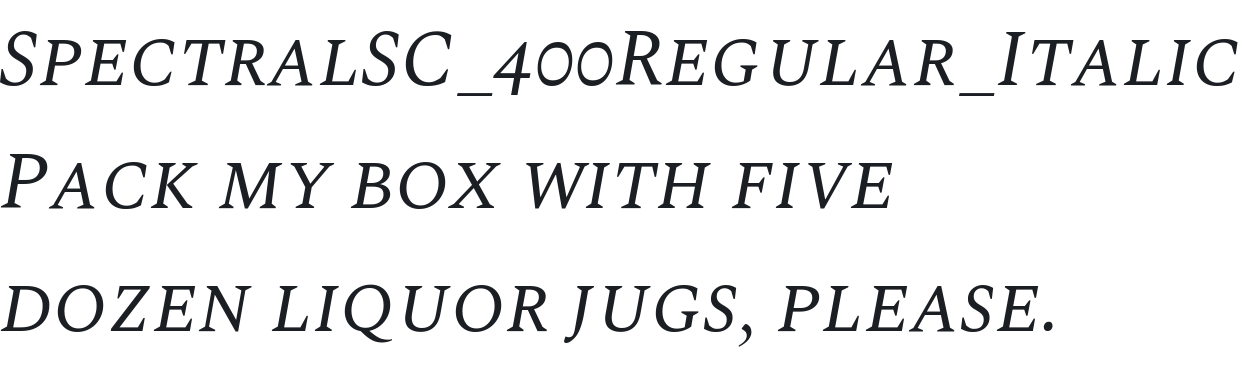 SpectralSC_400Regular_Italic
Pack my box with five
dozen liquor jugs, please.